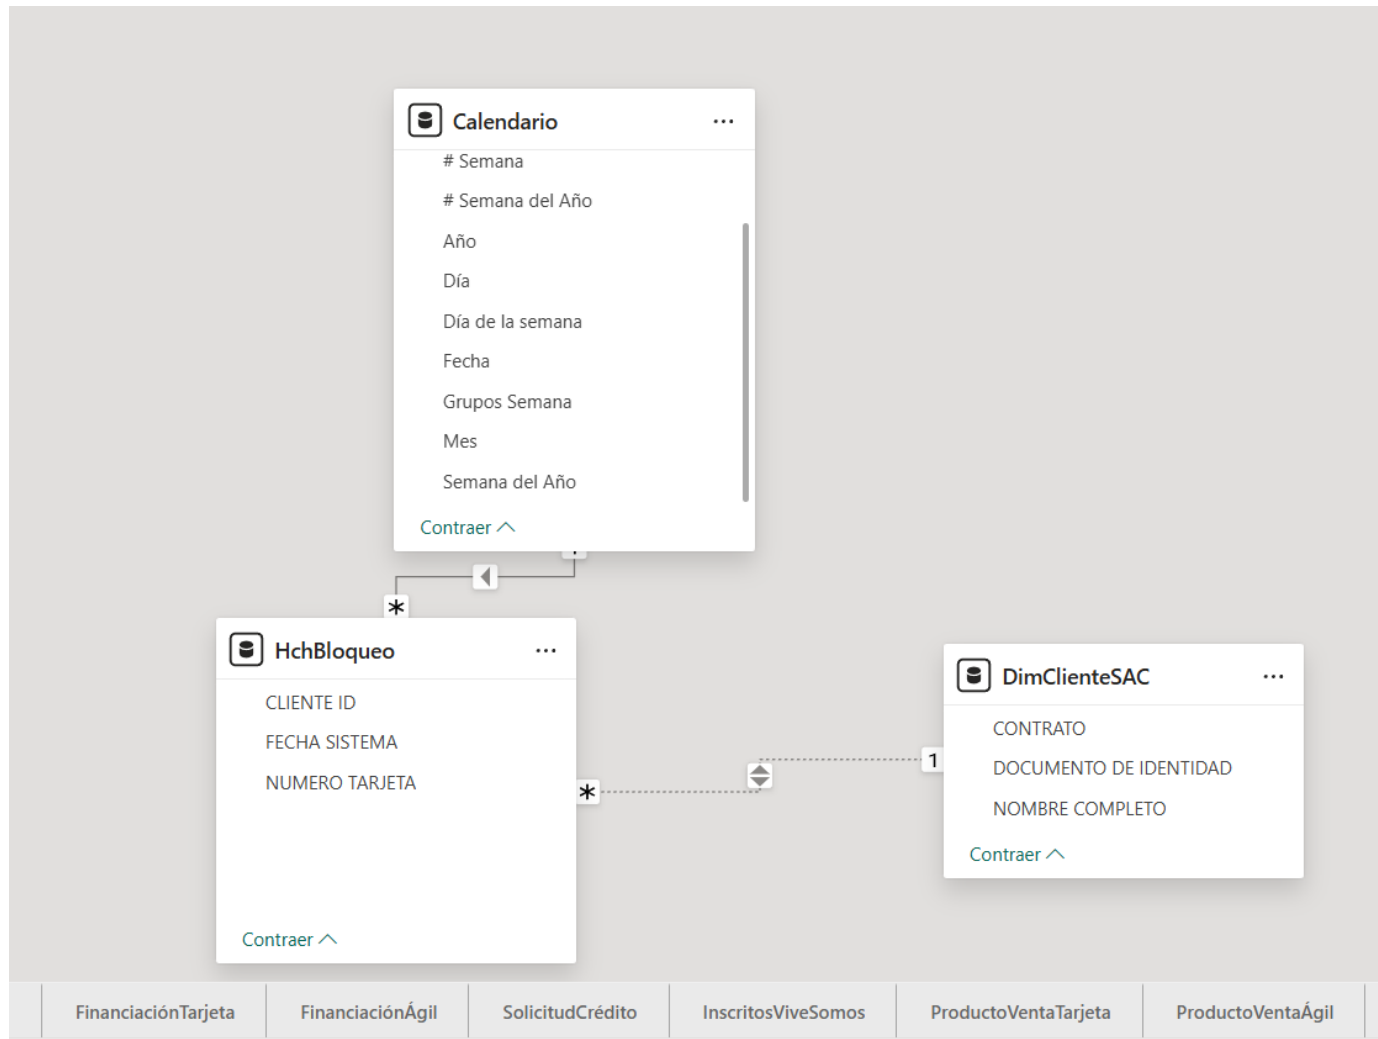 Calendario
# Semana
# Semana del Año
Año
Día
Día de la semana
Fecha
Grupos Semana
Mes
Semana del Año
Contraer
*
HchBloqueo
CLIENTE ID
FECHA SISTEMA
NUMERO TARJETA
Contraer
*
1
DimClienteSAC
CONTRATO
DOCUMENTO DE IDENTIDAD
NOMBRE COMPLETO
Contraer
FinanciaciónTarjeta
FinanciaciónÁgil
SolicitudCrédito
InscritosViveSomos
ProductoVentaTarjeta
ProductoVentaÁgil